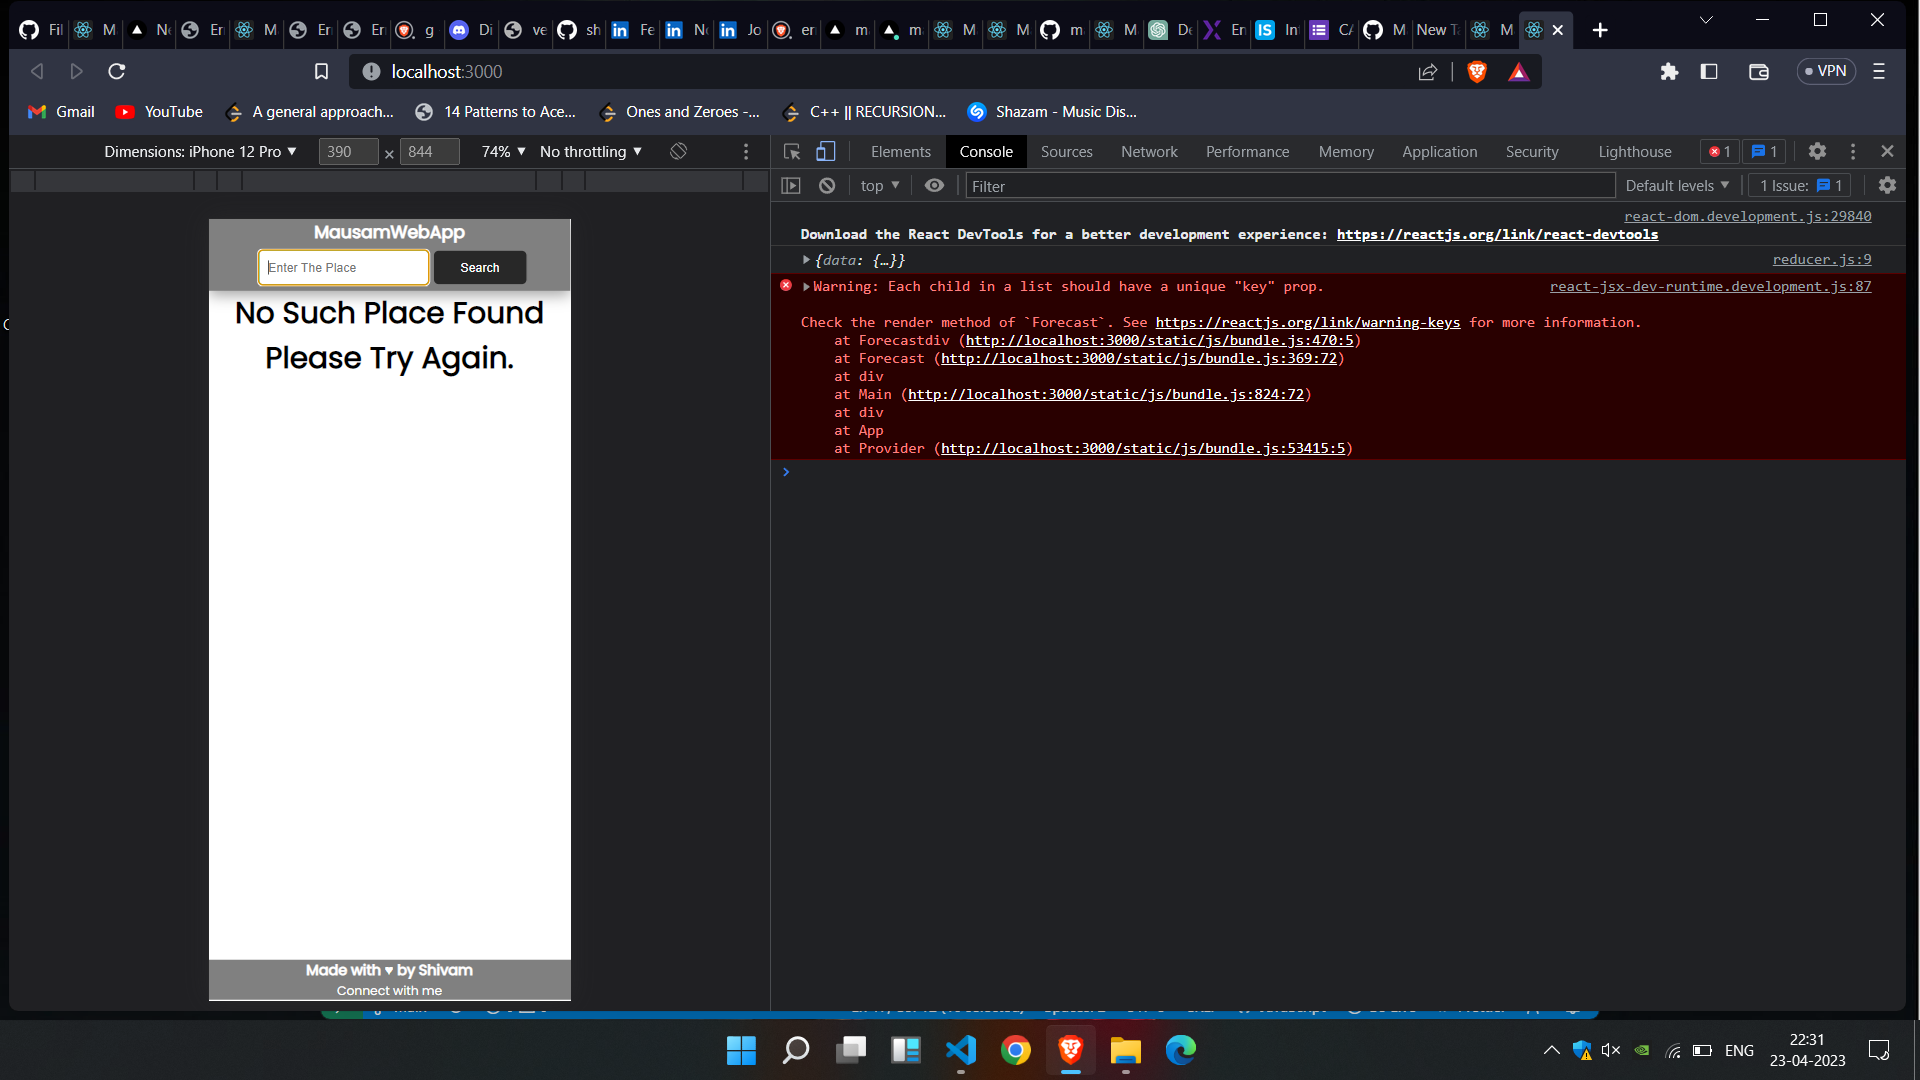 Fil
M
Ne
Er
M
Er
Er
g
Di
ve
sh
Fe
Ne
Jo
er
m
m
M
M
m
M
De
En
In
CA
M
New Ta
M
localhost:3000
VPN
Gmail
YouTube
A general approach...
14 Patterns to Ace...
Ones and Zeroes -...
C++ || RECURSION...
Shazam - Music Dis...
Dimensions: iPhone 12 Pro ▼
390 × 844
74% ▼
No throttling ▼
Elements
Console
Sources
Network
Performance
Memory
Application
Security
Lighthouse
1
1
top ▼
Filter
Default levels ▼
1 Issue: 1
MausamWebApp
Enter The Place
Search
No Such Place Found
Please Try Again.
Made with ♥ by Shivam
Connect with me
react-dom.development.js:29840
Download the React DevTools for a better development experience: https://reactjs.org/link/react-devtools
{data: {…}}
reducer.js:9
Warning: Each child in a list should have a unique "key" prop.
react-jsx-dev-runtime.development.js:87
Check the render method of `Forecast`. See https://reactjs.org/link/warning-keys for more information.
at Forecastdiv (http://localhost:3000/static/js/bundle.js:470:5)
at Forecast (http://localhost:3000/static/js/bundle.js:369:72)
at div
at Main (http://localhost:3000/static/js/bundle.js:824:72)
at div
at App
at Provider (http://localhost:3000/static/js/bundle.js:53415:5)
ENG
22:31
23-04-2023